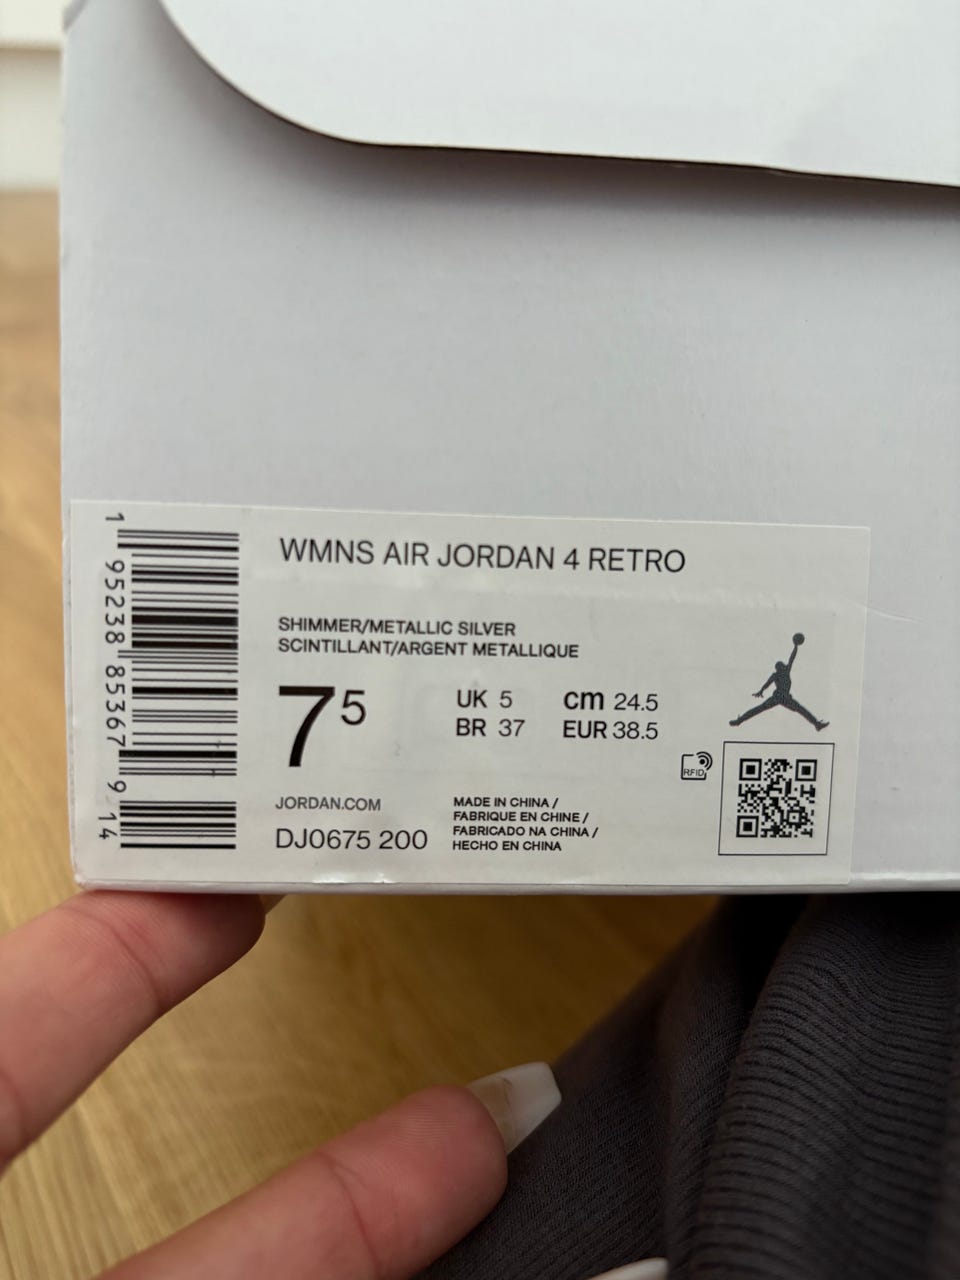 WMNS AIR JORDAN 4 RETRO
SHIMMER/METALLIC SILVER
SCINTILLANT/ARGENT METALLIQUE
7 5
UK 5 cm 24.5
BR 37 EUR 38.5
RFID
JORDAN.COM
DJ0675 200
MADE IN CHINA /
FABRIQUE EN CHINE /
FABRICADO NA CHINA /
HECHO EN CHINA
1 95238 85367 9 14